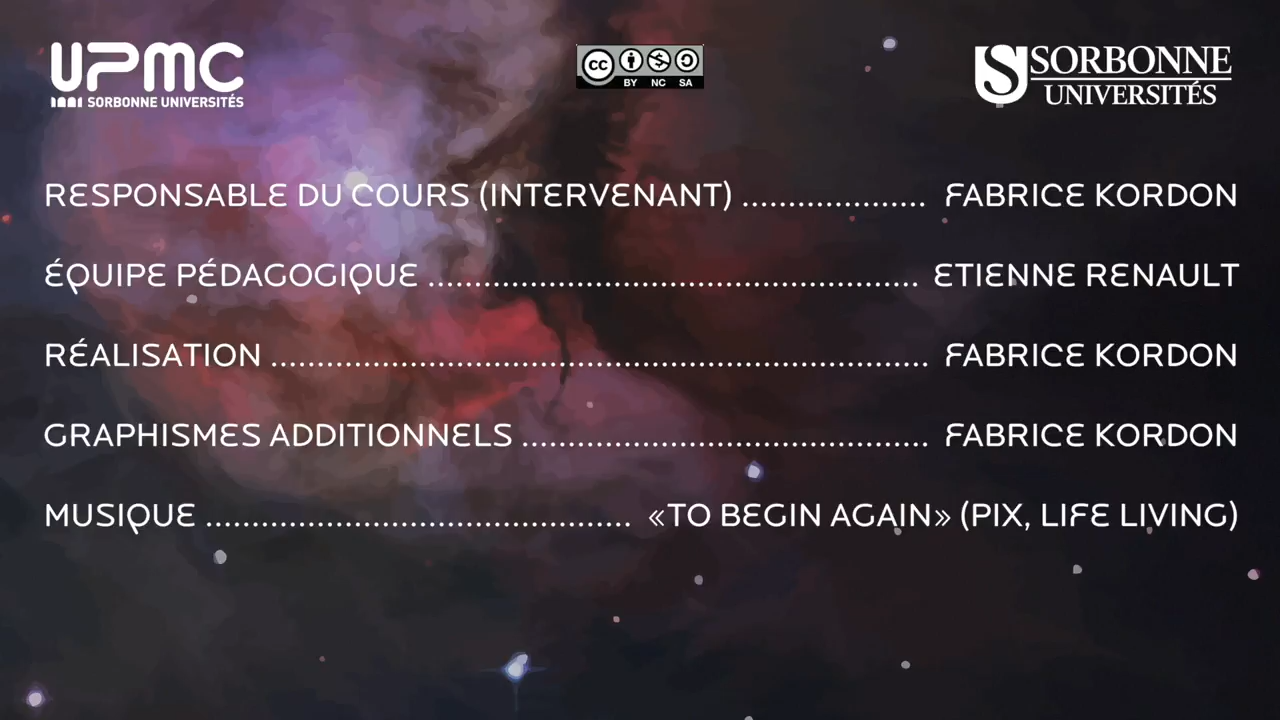 UPMC
SORBONNE UNIVERSITÉS
cc
BY NC SA
SORBONNE
UNIVERSITÉS
RESPONSABLE DU COURS (INTERVENANT) .................... FABRICE KORDON
ÉQUIPE PÉDAGOGIQUE ..................................................... ETIENNE RENAULT
RÉALISATION ...................................................................... FABRICE KORDON
GRAPHISMES ADDITIONNELS ............................................ FABRICE KORDON
MUSIQUE .............................................. «TO BEGIN AGAIN» (PIX, LIFE LIVING)